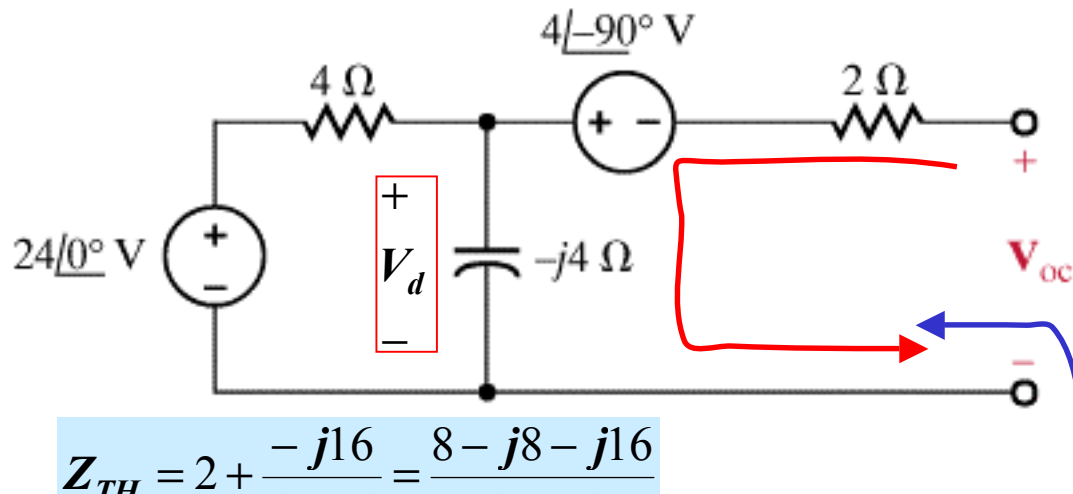 4∠–90° V
4 Ω
2 Ω
+ −
+
+
24∠0° V
+
−
V_d
−
–j4 Ω
V_oc
−
Z_TH = 2 + − j16 = 8 − j8 − j16